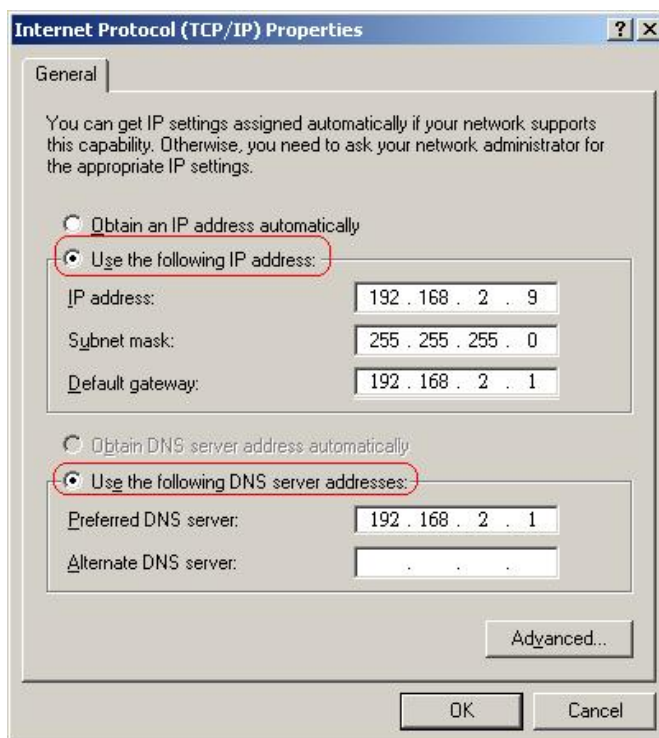 Internet Protocol (TCP/IP) Properties
General
You can get IP settings assigned automatically if your network supports
this capability. Otherwise, you need to ask your network administrator for
the appropriate IP settings.
Obtain an IP address automatically
Use the following IP address:
IP address: 192 . 168 . 2 . 9
Subnet mask: 255 . 255 . 255 . 0
Default gateway: 192 . 168 . 2 . 1
Obtain DNS server address automatically
Use the following DNS server addresses:
Preferred DNS server: 192 . 168 . 2 . 1
Alternate DNS server: . . .
Advanced...
OK Cancel